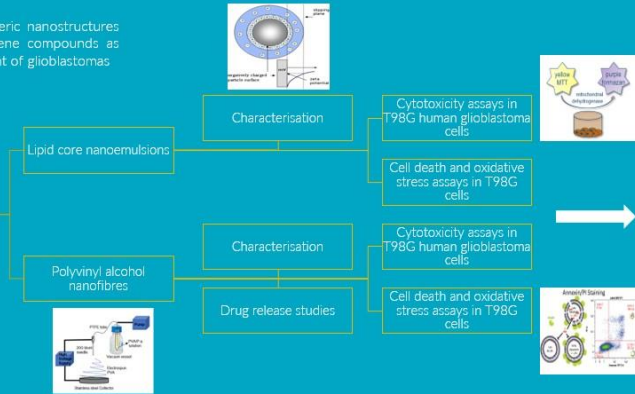 eric nanostructures
ene compounds as
nt of glioblastomas
Lipid core nanoemulsions
Characterisation
Cytotoxicity assays in
T98G human glioblastoma
cells
Cell death and oxidative
stress assays in T98G
cells
yellow
MTT
purple
formazan
mitochondrial
dehydrogenase
Polyvinyl alcohol
nanofibres
Characterisation
Drug release studies
Cytotoxicity assays in
T98G human glioblastoma
cells
Cell death and oxidative
stress assays in T98G
cells
Annexin/PI Staining